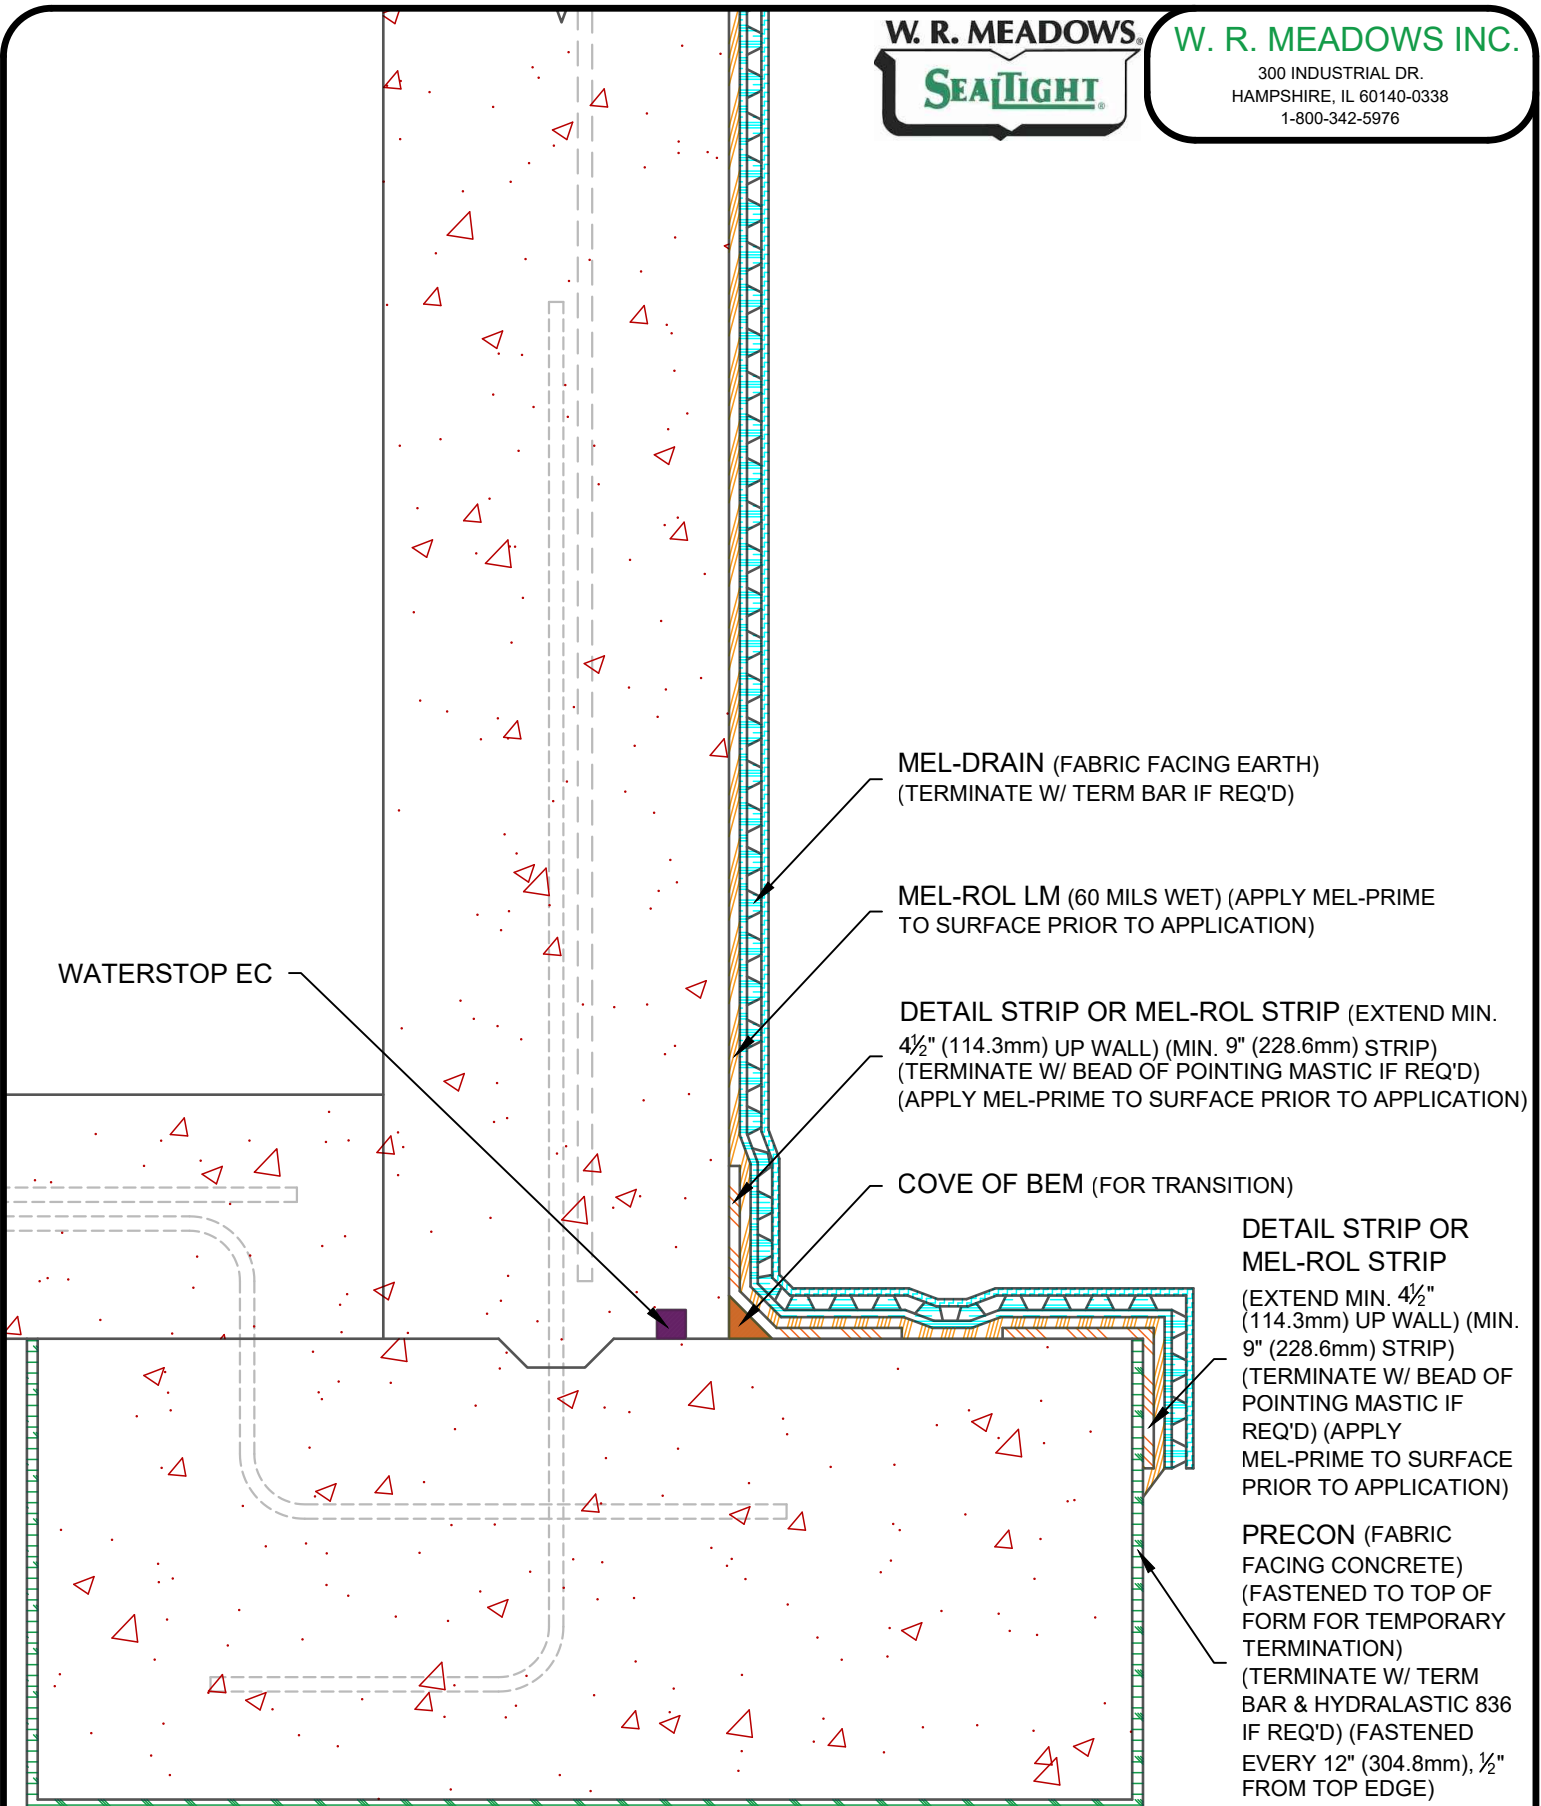 W. R. MEADOWS®
SEALTIGHT®
W. R. MEADOWS INC.
300 INDUSTRIAL DR.
HAMPSHIRE, IL 60140-0338
1-800-342-5976
MEL-DRAIN (FABRIC FACING EARTH)
(TERMINATE W/ TERM BAR IF REQ'D)
MEL-ROL LM (60 MILS WET) (APPLY MEL-PRIME
TO SURFACE PRIOR TO APPLICATION)
WATERSTOP EC
DETAIL STRIP OR MEL-ROL STRIP (EXTEND MIN.
4½" (114.3mm) UP WALL) (MIN. 9" (228.6mm) STRIP)
(TERMINATE W/ BEAD OF POINTING MASTIC IF REQ'D)
(APPLY MEL-PRIME TO SURFACE PRIOR TO APPLICATION)
COVE OF BEM (FOR TRANSITION)
DETAIL STRIP OR
MEL-ROL STRIP
(EXTEND MIN. 4½"
(114.3mm) UP WALL) (MIN.
9" (228.6mm) STRIP)
(TERMINATE W/ BEAD OF
POINTING MASTIC IF
REQ'D) (APPLY
MEL-PRIME TO SURFACE
PRIOR TO APPLICATION)
PRECON (FABRIC
FACING CONCRETE)
(FASTENED TO TOP OF
FORM FOR TEMPORARY
TERMINATION)
(TERMINATE W/ TERM
BAR & HYDRALASTIC 836
IF REQ'D) (FASTENED
EVERY 12" (304.8mm), ½"
FROM TOP EDGE)